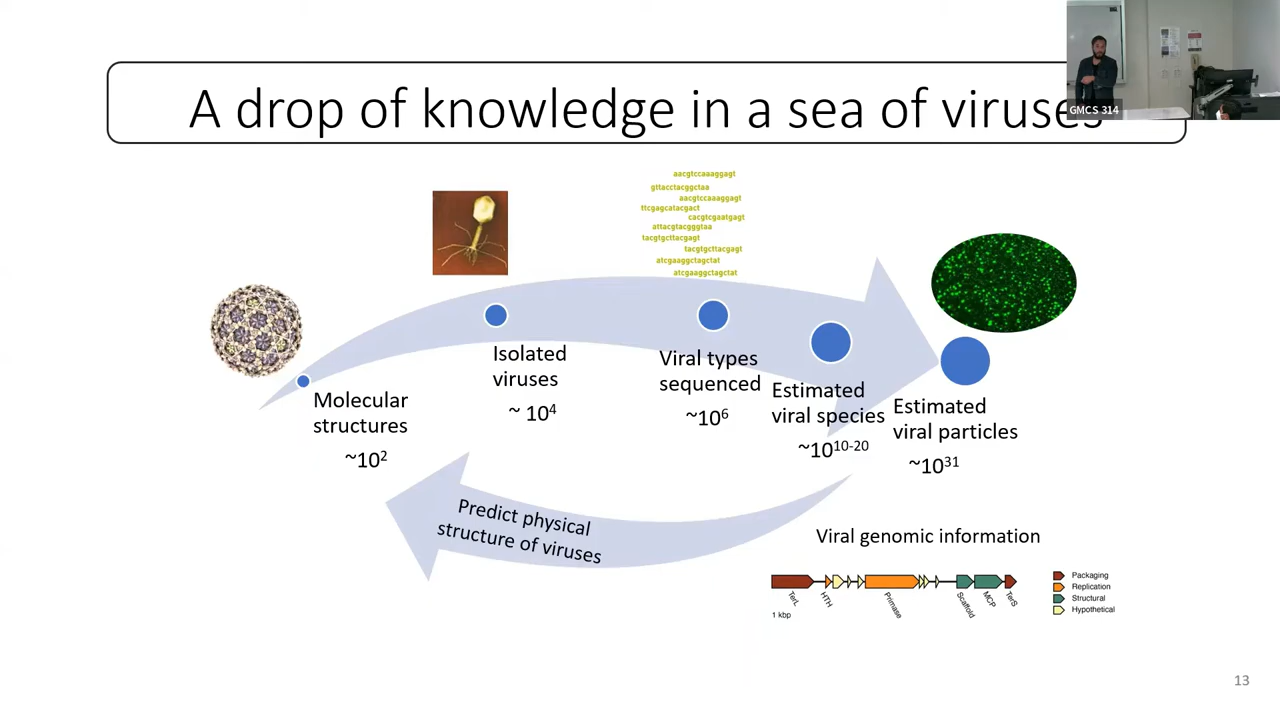 A drop of knowledge in a sea of viruses
GMCS 314
aacgtccaaaggagt
gttacctacggctaa
aacgtccaaaggagt
ttcgagcatacgact
cacgtcgaatgagt
attacgtacgggtaa
tacgtgcttacgagt
tacgtgcttacgagt
atcgaaggctagctat
atcgaaggctagctat
Molecular
structures
~10²
Isolated
viruses
~ 10⁴
Viral types
sequenced
~10⁶
Estimated
viral species
~10¹⁰⁻²⁰
Estimated
viral particles
~10³¹
Predict physical
structure of viruses
Viral genomic information
TerL
HTH
Primase
Scaffold
MCP
TerS
1 kbp
Packaging
Replication
Structural
Hypothetical
13